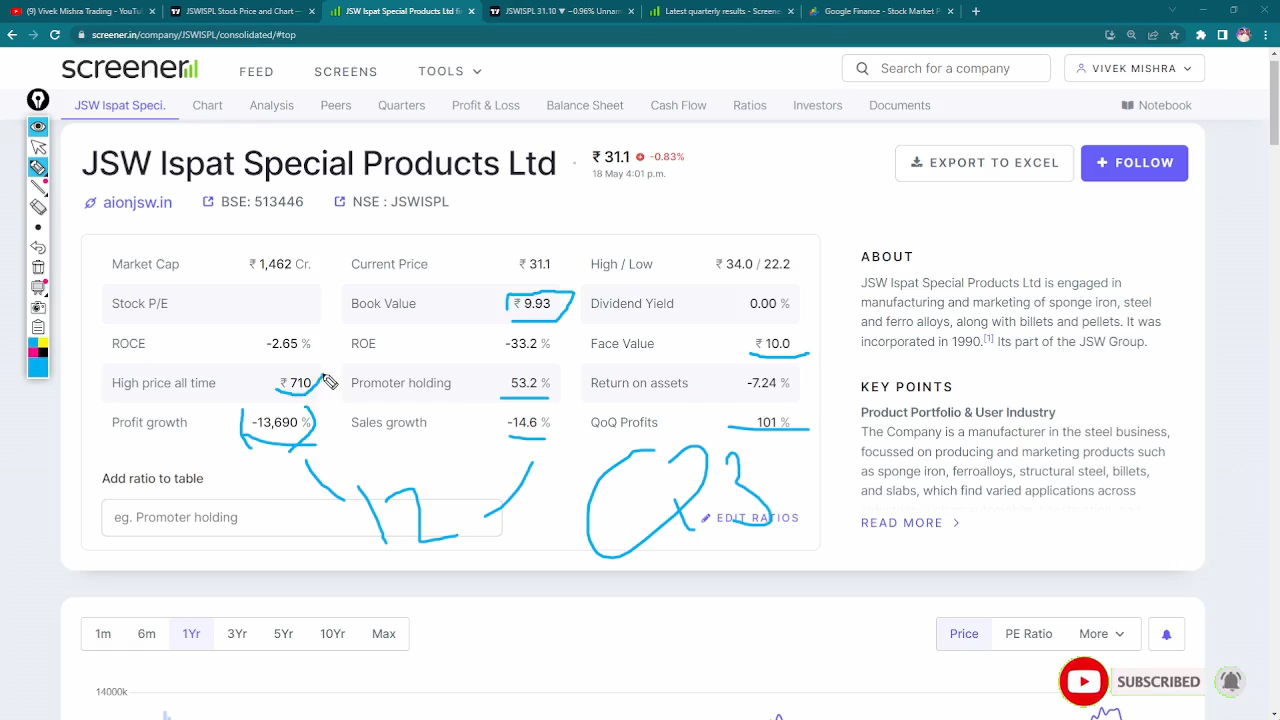 Vivek Mishra Trading - YouTub
JSWISPL Stock Price and Chart —
JSW Ispat Special Products Ltd fi
JSWISPL 31.10 ▼ −0.96% Unnam
Latest quarterly results - Screene
Google Finance - Stock Market P
screener.in/company/JSWISPL/consolidated/#top
screener
FEED
SCREENS
TOOLS
Search for a company
VIVEK MISHRA
JSW Ispat Speci.
Chart
Analysis
Peers
Quarters
Profit & Loss
Balance Sheet
Cash Flow
Ratios
Investors
Documents
Notebook
JSW Ispat Special Products Ltd
₹ 31.1 -0.83%
18 May 4:01 p.m.
EXPORT TO EXCEL
+ FOLLOW
aionjsw.in
BSE: 513446
NSE : JSWISPL
Market Cap ₹ 1,462 Cr.
Current Price ₹ 31.1
High / Low ₹ 34.0 / 22.2
Stock P/E
Book Value ₹ 9.93
Dividend Yield 0.00 %
ROCE -2.65 %
ROE -33.2 %
Face Value ₹ 10.0
High price all time ₹ 710
Promoter holding 53.2 %
Return on assets -7.24 %
Profit growth -13,690 %
Sales growth -14.6 %
QoQ Profits 101 %
12
Q3
Add ratio to table
eg. Promoter holding
EDIT RATIOS
ABOUT
JSW Ispat Special Products Ltd is engaged in
manufacturing and marketing of sponge iron, steel
and ferro alloys, along with billets and pellets. It was
incorporated in 1990.[1] Its part of the JSW Group.
KEY POINTS
Product Portfolio & User Industry
The Company is a manufacturer in the steel business,
focussed on producing and marketing products such
as sponge iron, ferroalloys, structural steel, billets,
and slabs, which find varied applications across
READ MORE
1m
6m
1Yr
3Yr
5Yr
10Yr
Max
Price
PE Ratio
More
14000k
SUBSCRIBED